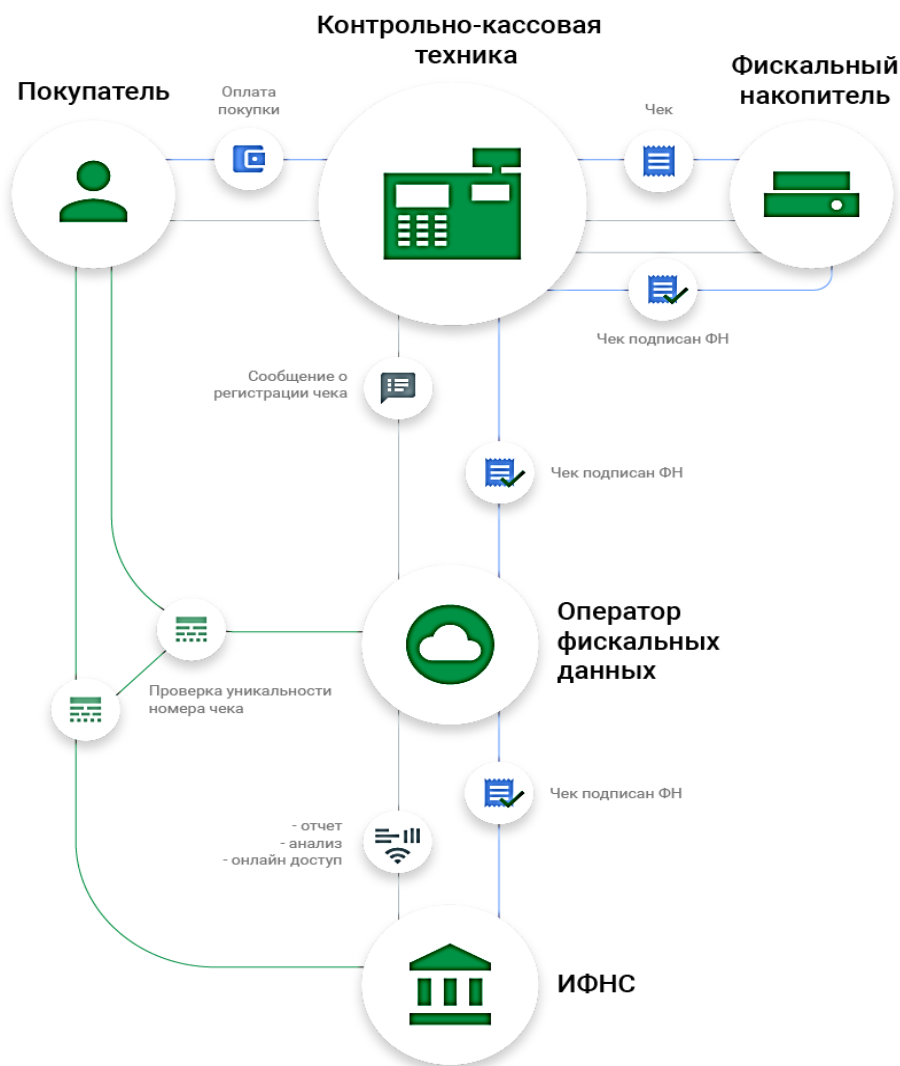 Контрольно-кассовая
техника
Покупатель
Оплата
покупки
Чек
Фискальный
накопитель
Чек подписан ФН
Сообщение о
регистрации чека
Чек подписан ФН
Оператор
фискальных
данных
Проверка уникальности
номера чека
Чек подписан ФН
- отчет
- анализ
- онлайн доступ
ИФНС